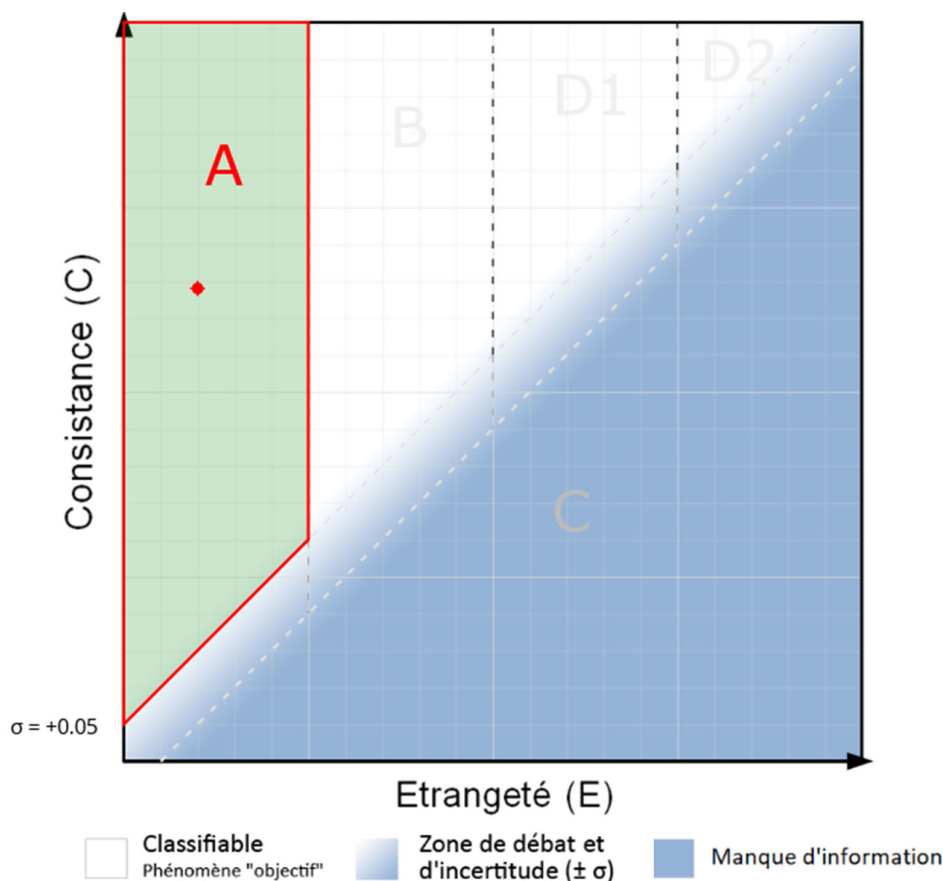 D2
D1
B
A
Consistance (C)
C
σ = +0.05
Etrangeté (E)
Classifiable
Phénomène "objectif"
Zone de débat et
d'incertitude (± σ)
Manque d'information